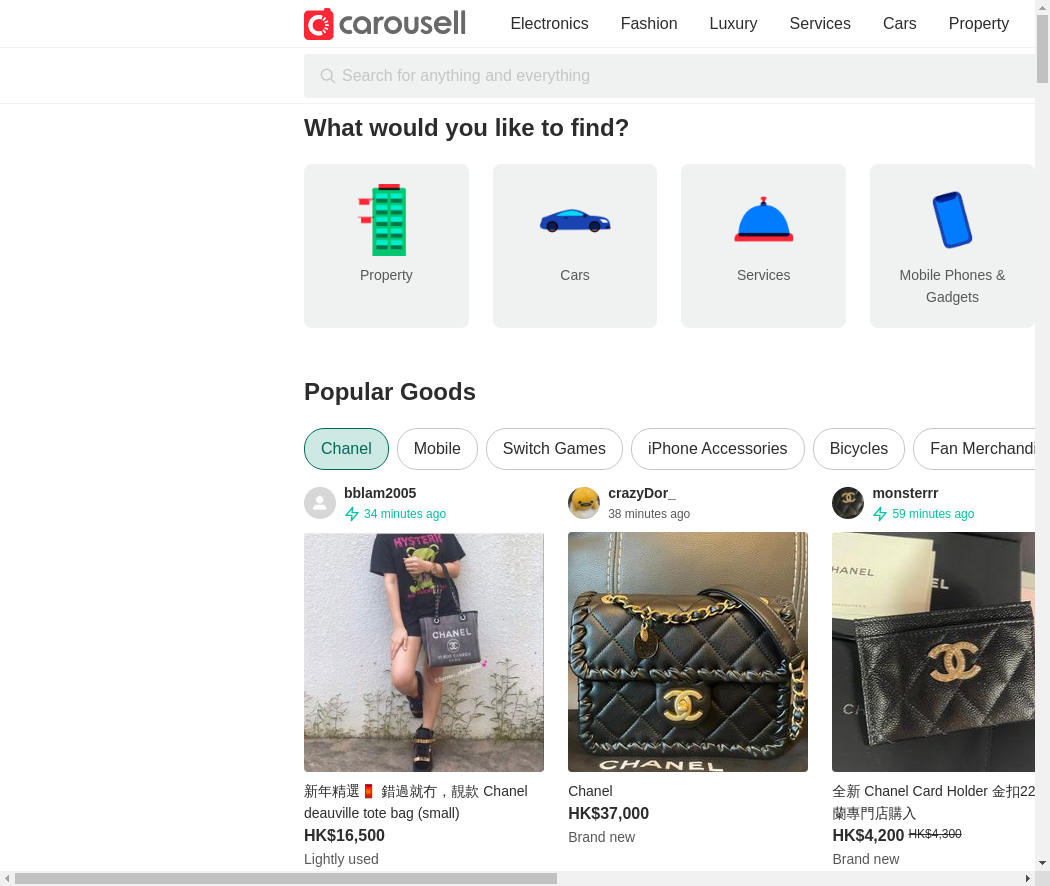 carousell
Electronics
Fashion
Luxury
Services
Cars
Property
Search for anything and everything
What would you like to find?
Property
Cars
Services
Mobile Phones &
Gadgets
Popular Goods
Chanel
Mobile
Switch Games
iPhone Accessories
Bicycles
Fan Merchandi
bblam2005
34 minutes ago
crazyDor_
38 minutes ago
monsterrr
59 minutes ago
HYSTERIC
CHANEL
CHANEL
CHANEL
新年精選🧧 錯過就冇，靚款 Chanel
deauville tote bag (small)
HK$16,500
Lightly used
Chanel
HK$37,000
Brand new
全新 Chanel Card Holder 金扣22
蘭專門店購入
HK$4,200 HK$4,300
Brand new